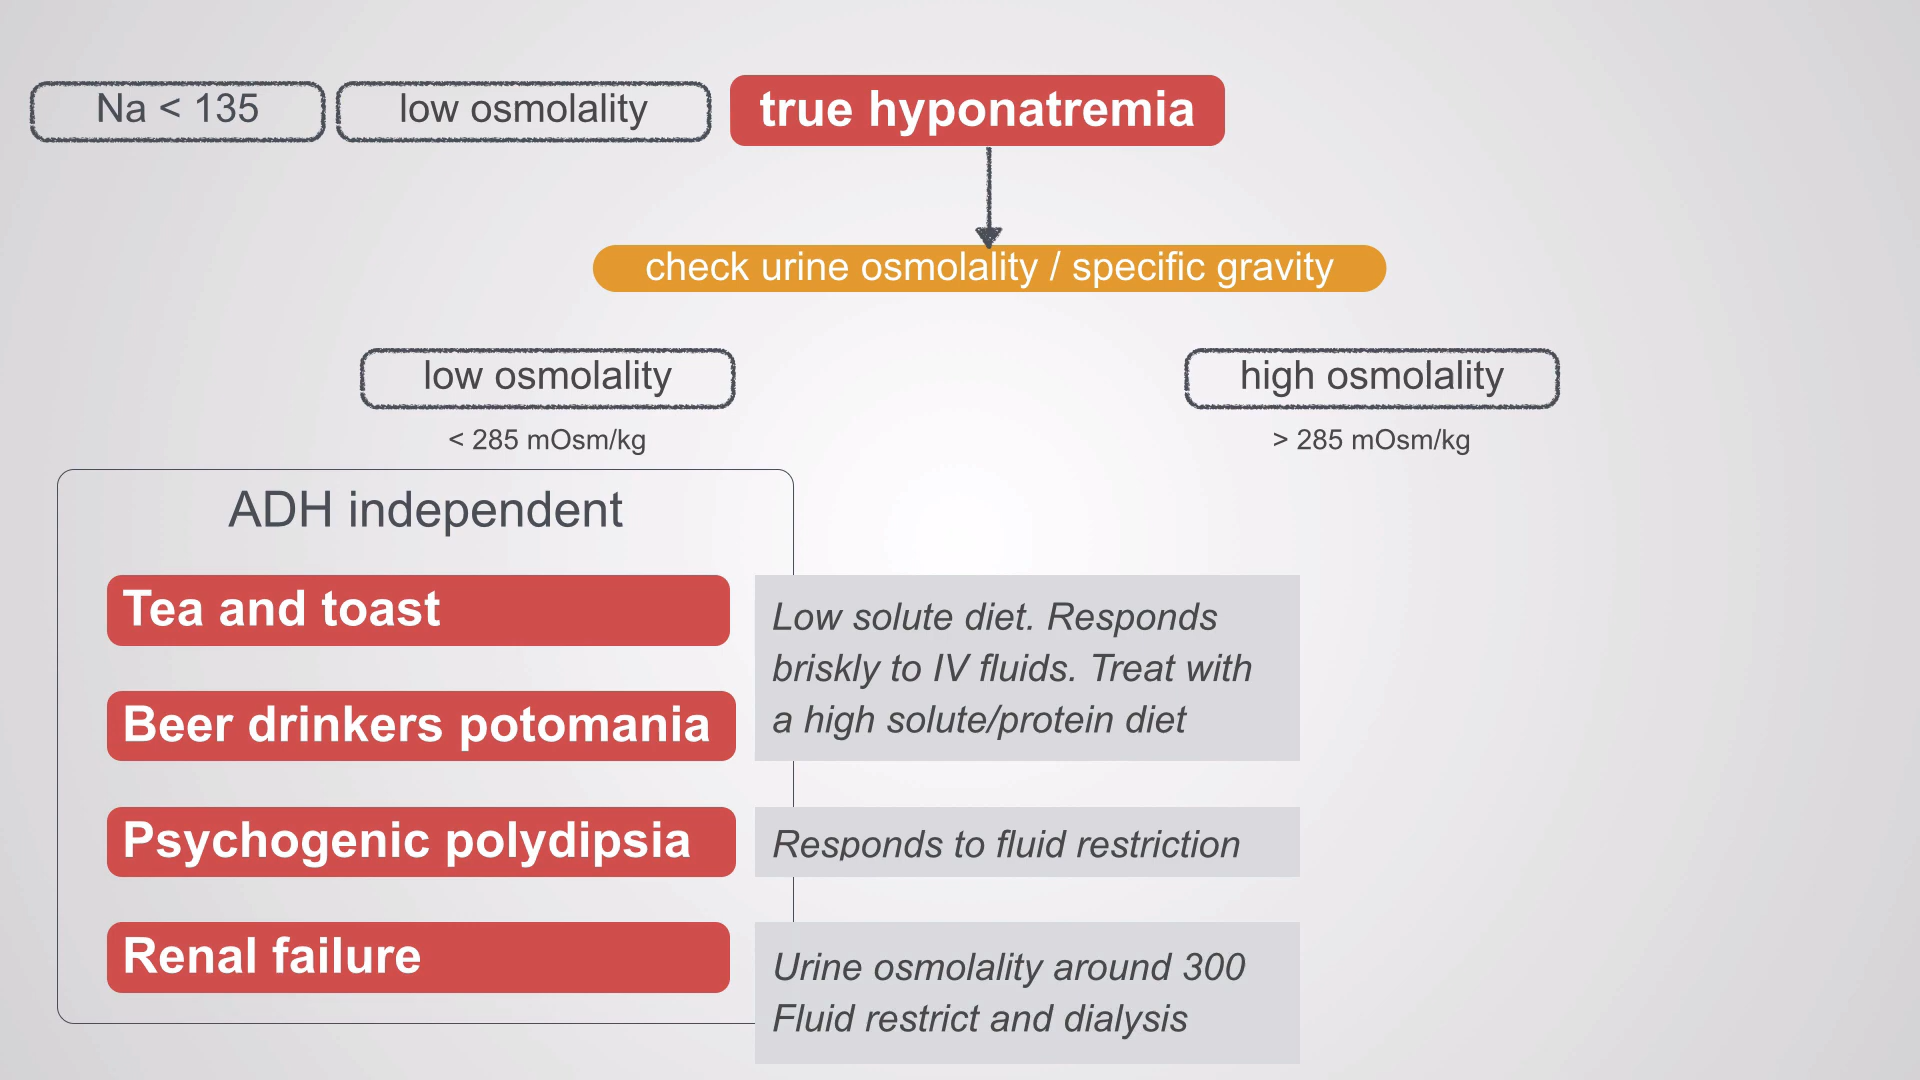 Na < 135
low osmolality
true hyponatremia
check urine osmolality / specific gravity
low osmolality
< 285 mOsm/kg
high osmolality
> 285 mOsm/kg
ADH independent
Tea and toast
Beer drinkers potomania
Low solute diet. Responds
briskly to IV fluids. Treat with
a high solute/protein diet
Psychogenic polydipsia
Responds to fluid restriction
Renal failure
Urine osmolality around 300
Fluid restrict and dialysis